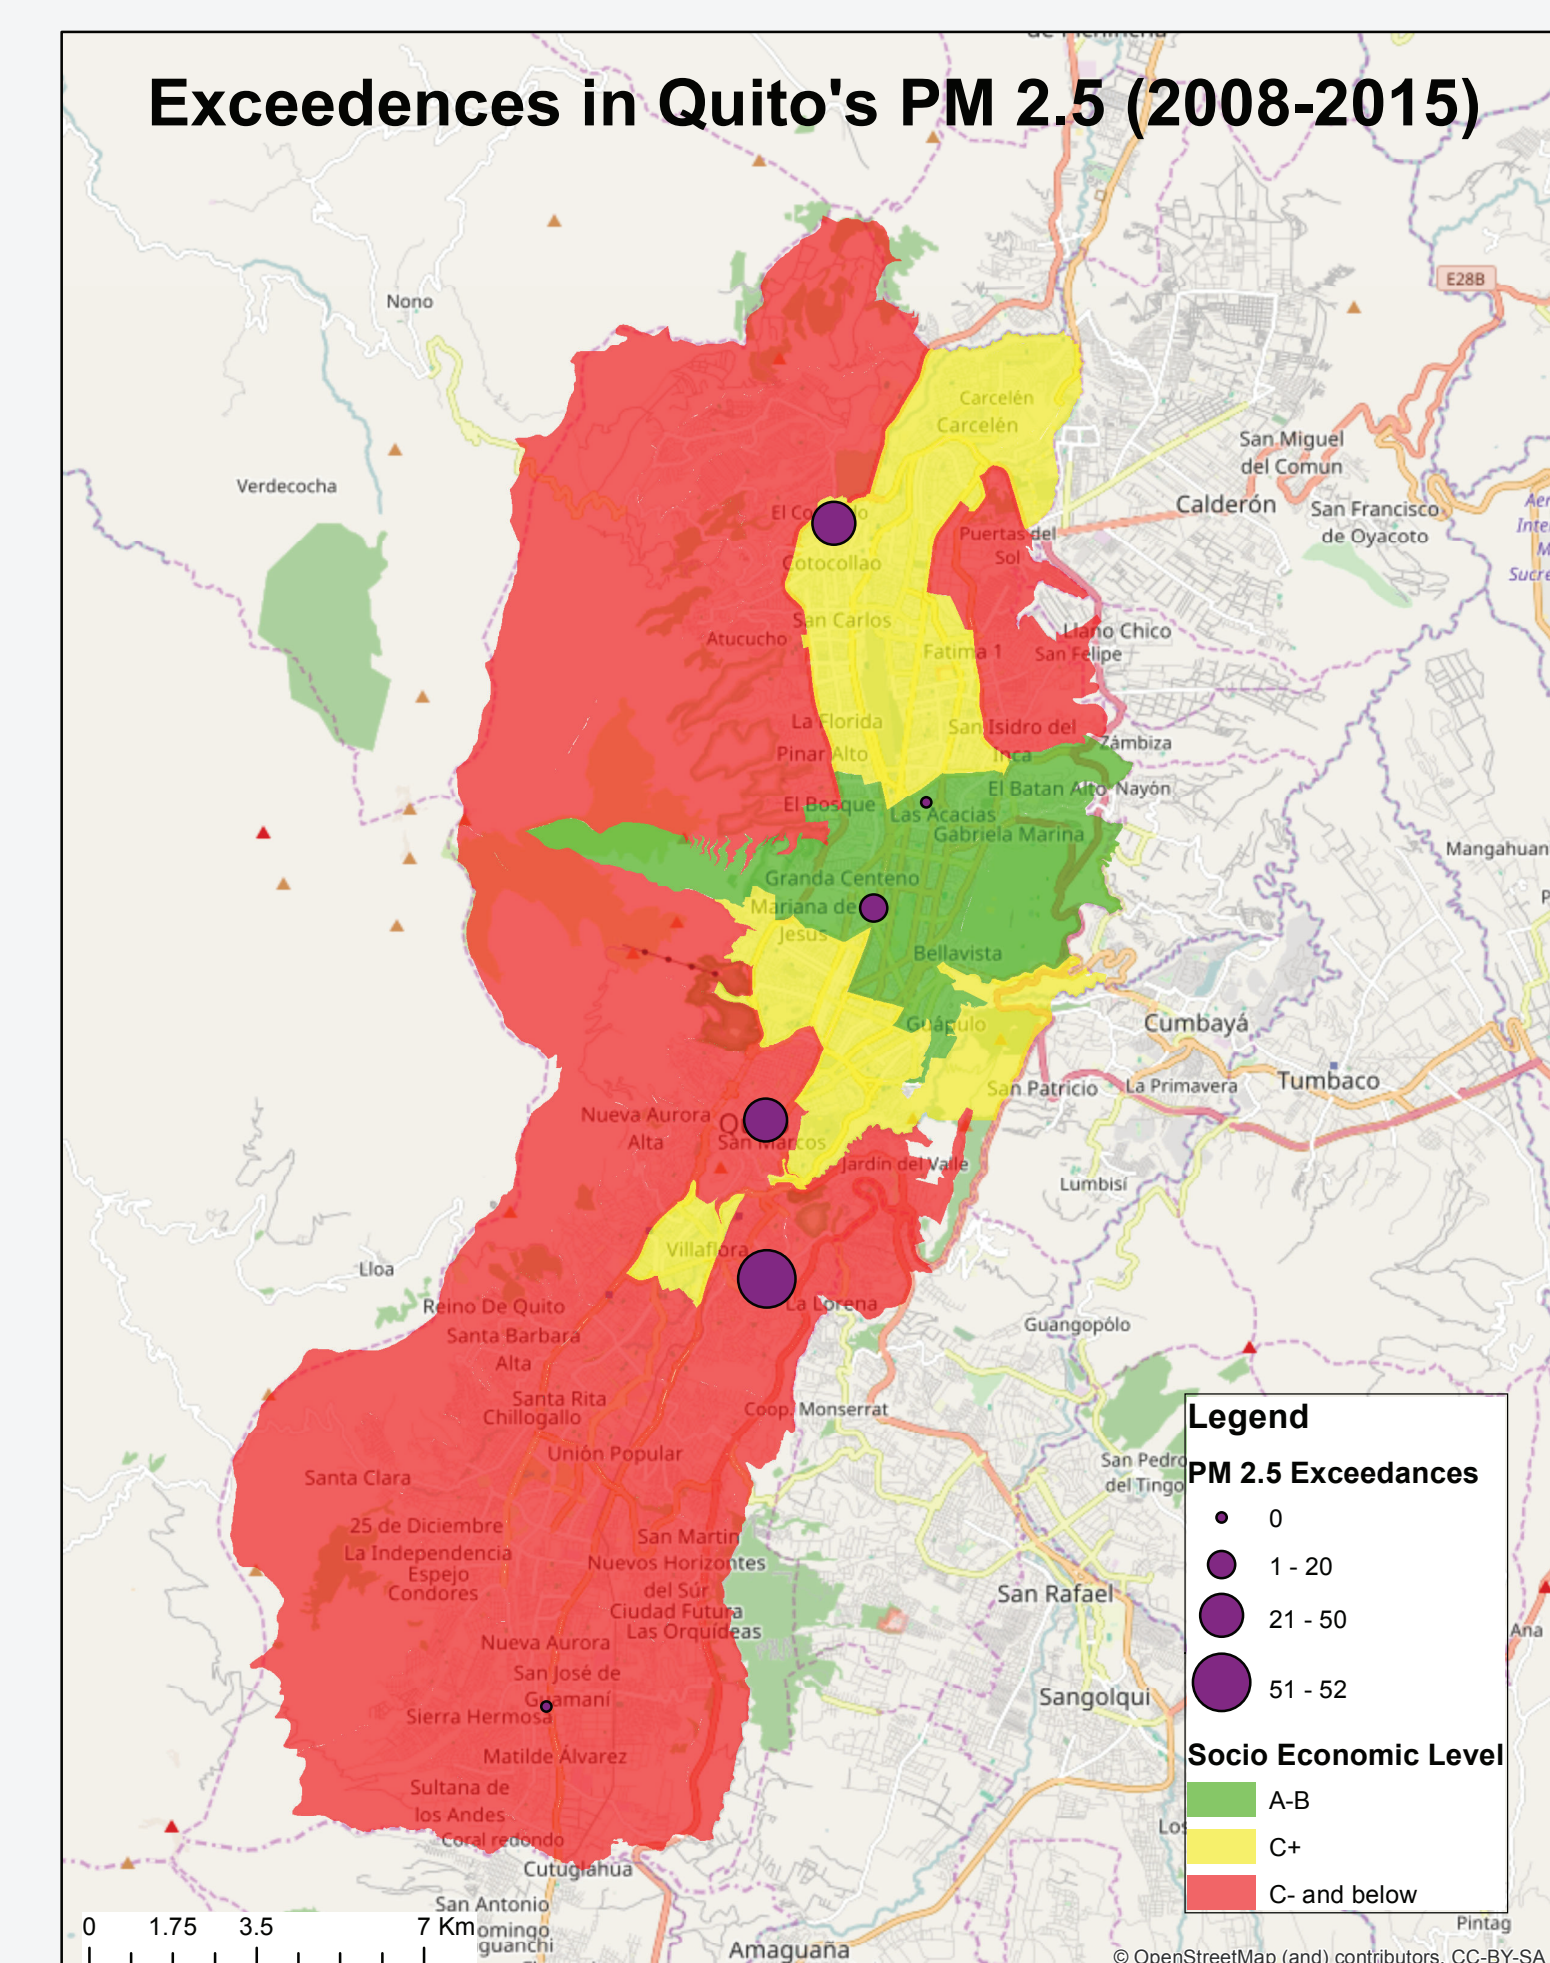 Exceedences in Quito's PM 2.5 (2008-2015)
E28B
Nono
Carcelén
Carcelén
San Miguel
del Comun
Verdecocha
Calderón
San Francisco
de Oyacoto
Puertas del
Sol
Cotocollao
San Carlos
Llano Chico
Atucucho
Fatima 1
San Felipe
La Florida
San Isidro del
Inca
Zámbiza
Pinar Alto
El Batan Alto
Nayón
El Bosque
Las Acacias
Gabriela Marina
Mangahuan
Granda Centeno
Mariana de
Jesus
Bellavista
Guápulo
Cumbayá
San Patricio
La Primavera
Tumbaco
Nueva Aurora
Alta
San Marcos
Jardín del Valle
Lumbisí
Villaflora
Lloa
Reino De Quito
La Lorena
Guangopólo
Santa Barbara
Alta
Santa Rita
Chillogallo
Coop. Monserrat
Unión Popular
Santa Clara
San Pedro
del Tingo
25 de Diciembre
La Independencia
Espejo
Condores
San Martin
Nuevos Horizontes
del Súr
Ciudad Futura
Las Orquídeas
San Rafael
Nueva Aurora
San José de
Guamaní
Sierra Hermosa
Sangolqui
Matilde Álvarez
Sultana de
los Andes
Coral redondo
Cutuglahua
San Antonio
Amaguaña
Pintag
Legend
PM 2.5 Exceedances
0
1 - 20
21 - 50
51 - 52
Socio Economic Level
A-B
C+
C- and below
0 1.75 3.5 7 Km
© OpenStreetMap (and) contributors, CC-BY-SA